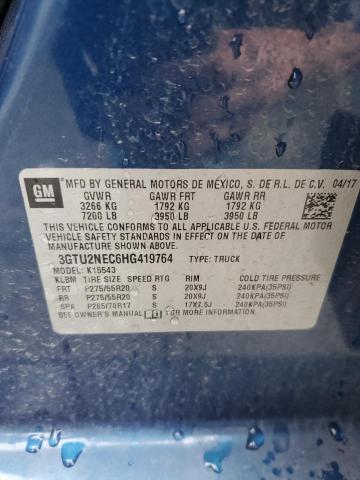 GM
MFD BY GENERAL MOTORS DE MEXICO, S. DE R.L. DE C.V. 04/17
GVWR GAWR FRT GAWR RR
3266 KG 1792 KG 1792 KG
7200 LB 3950 LB 3950 LB
THIS VEHICLE CONFORMS TO ALL APPLICABLE U.S. FEDERAL MOTOR
VEHICLE SAFETY STANDARDS IN EFFECT ON THE DATE OF
MANUFACTURE SHOWN ABOVE.
3GTU2NEC6HG419764 TYPE: TRUCK
MODEL: K15543
KLBM TIRE SIZE SPEED RTG RIM COLD TIRE PRESSURE
FRT P275/55R20 S 20X9J 240KPA(35PSI)
RR P275/55R20 S 20X9J 240KPA(35PSI)
SPA P265/70R17 S 17X7.5J 240KPA(35PSI)
SEE OWNER'S MANUAL FOR MORE INFORMATION